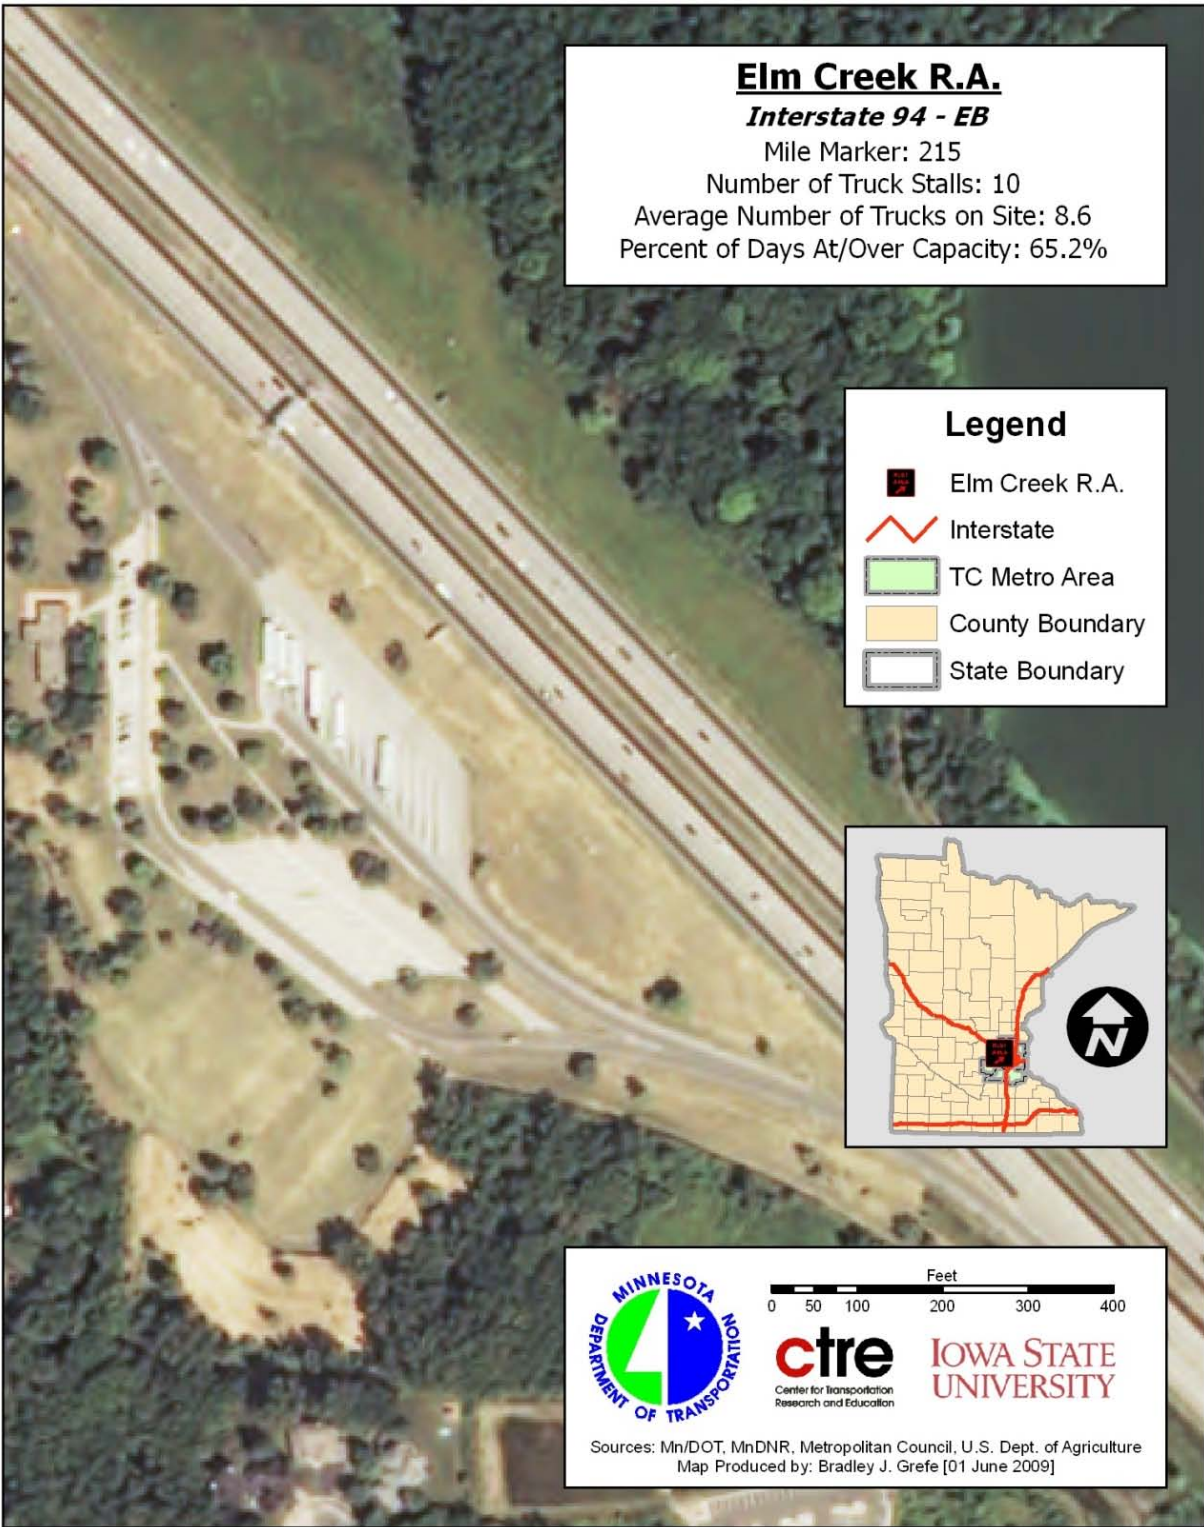 Elm Creek R.A.
Interstate 94 - EB
Mile Marker: 215
Number of Truck Stalls: 10
Average Number of Trucks on Site: 8.6
Percent of Days At/Over Capacity: 65.2%
Legend
REST
AREA
Elm Creek R.A.
Interstate
TC Metro Area
County Boundary
State Boundary
REST
AREA
N
MINNESOTA
DEPARTMENT OF TRANSPORTATION
Feet
0 50 100 200 300 400
ctre
Center for Transportation
Research and Education
IOWA STATE
UNIVERSITY
Sources: Mn/DOT, MnDNR, Metropolitan Council, U.S. Dept. of Agriculture
Map Produced by: Bradley J. Grefe [01 June 2009]